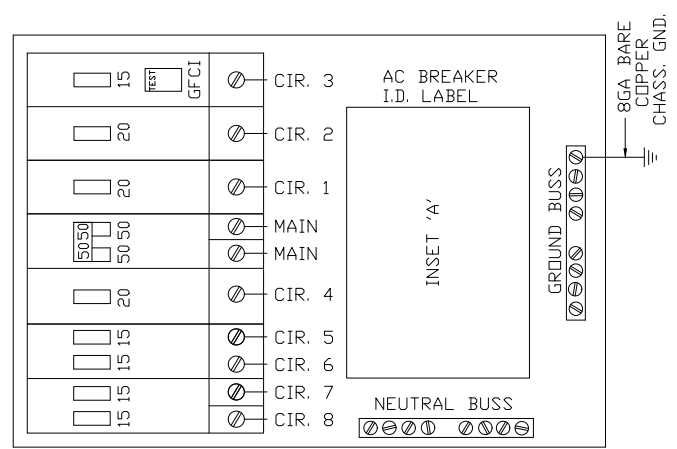 15 TEST GFCI CIR. 3
20 CIR. 2
20 CIR. 1
50 50 MAIN
50 50 MAIN
20 CIR. 4
15 CIR. 5
15 CIR. 6
15 CIR. 7
15 CIR. 8
AC BREAKER
I.D. LABEL
INSET 'A'
NEUTRAL BUSS
GROUND BUSS
8GA BARE
COPPER
CHASS. GND.